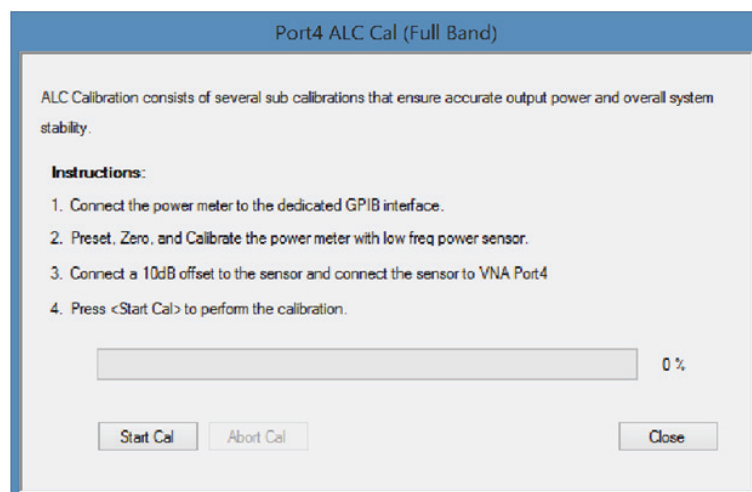 Port4 ALC Cal (Full Band)
ALC Calibration consists of several sub calibrations that ensure accurate output power and overall system
stability.
Instructions:
1. Connect the power meter to the dedicated GPIB interface.
2. Preset, Zero, and Calibrate the power meter with low freq power sensor.
3. Connect a 10dB offset to the sensor and connect the sensor to VNA Port4
4. Press <Start Cal> to perform the calibration.
0 %
Start Cal
Abort Cal
Close